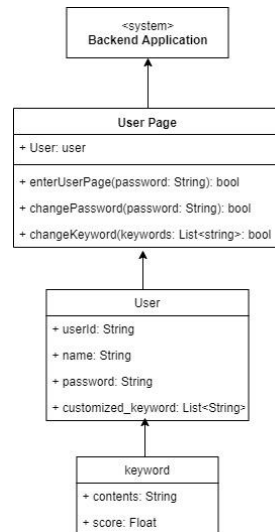 <system>
Backend Application
User Page
+ User: user
+ enterUserPage(password: String): bool
+ changePassword(password: String): bool
+ changeKeyword(keywords: List<string>: bool
User
+ userId: String
+ name: String
+ password: String
+ customized_keyword: List<String>
keyword
+ contents: String
+ score: Float